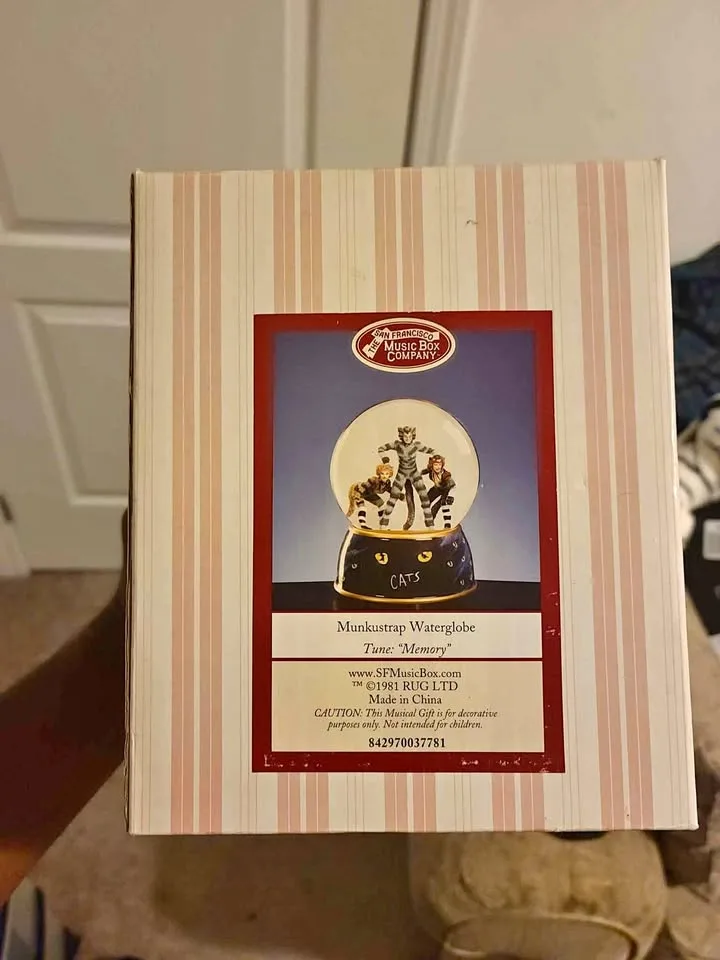 THE SAN FRANCISCO
MUSIC BOX
COMPANY™
CATS
Munkustrap Waterglobe
Tune: “Memory”
www.SFMusicBox.com
™ ©1981 RUG LTD
Made in China
CAUTION: This Musical Gift is for decorative
purposes only. Not intended for children.
842970037781